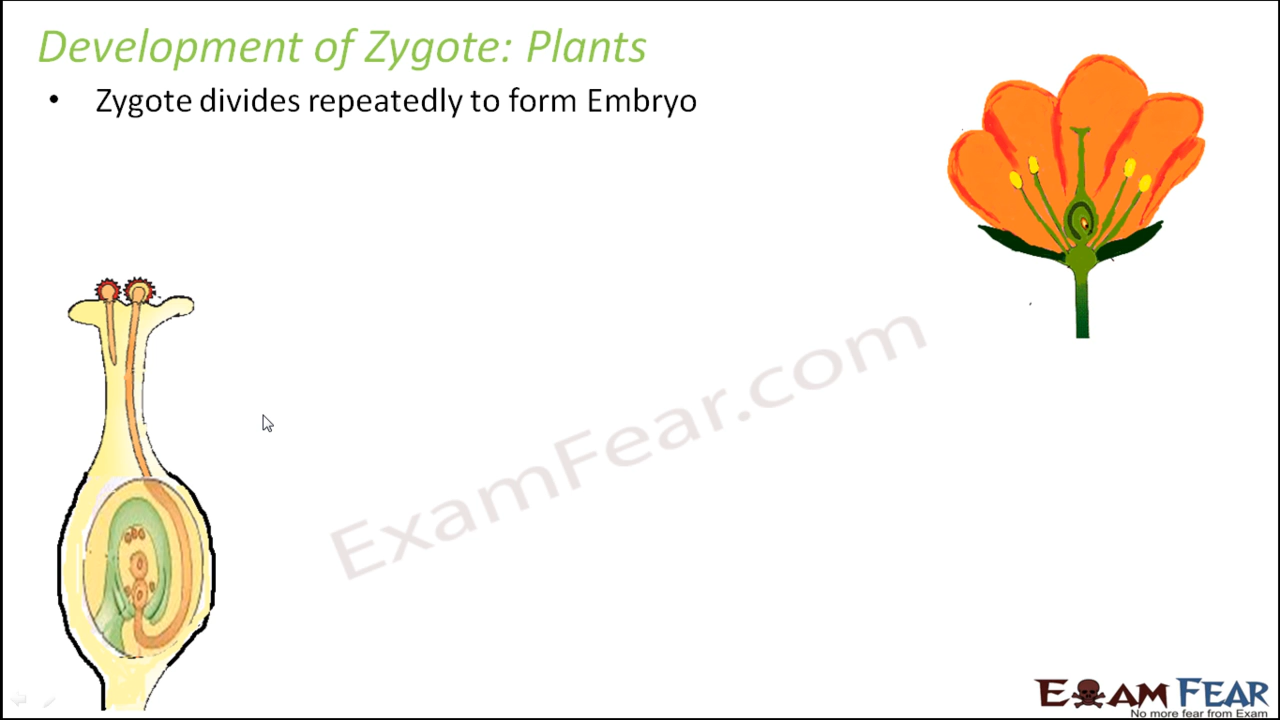 Development of Zygote: Plants
• Zygote divides repeatedly to form Embryo
ExamFear.com
EXAM FEAR
No more fear from Exam